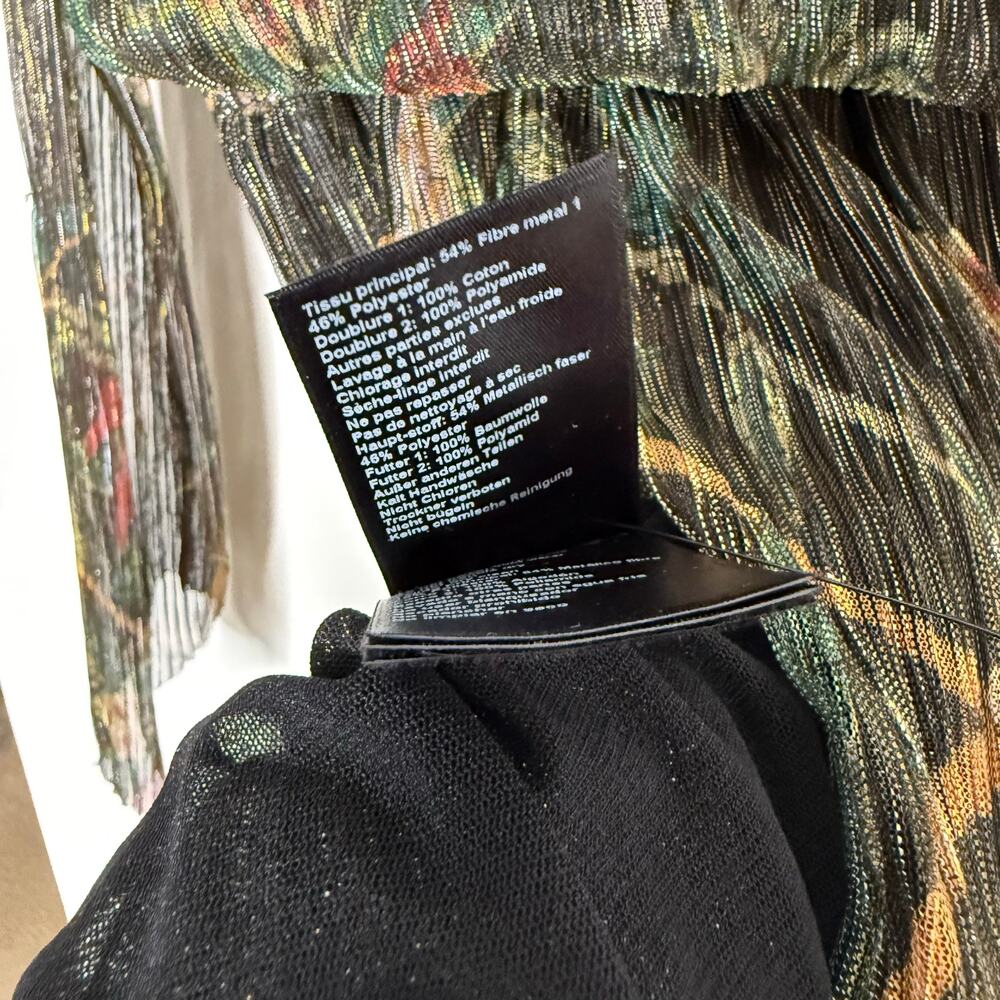 Tissu principal: 54% Fibre metal 1
46% Polyester
Doublure 1: 100% Coton
Doublure 2: 100% Polyamide
Autres parties exclues
Lavage à la main à l'eau froide
Chlorage interdit
Séche-linge interdit
Ne pas repasser
Pas de nettoyage à sec
Haupt-stoff: 54% Metallisch faser
46% Polyester
Futter 1: 100% Baumwolle
Futter 2: 100% Polyamid
Außer anderen Teilen
Kalt Handwäsche
Nicht Chloren
Trockner verboten
Nicht bügeln
Keine chemische Reinigung